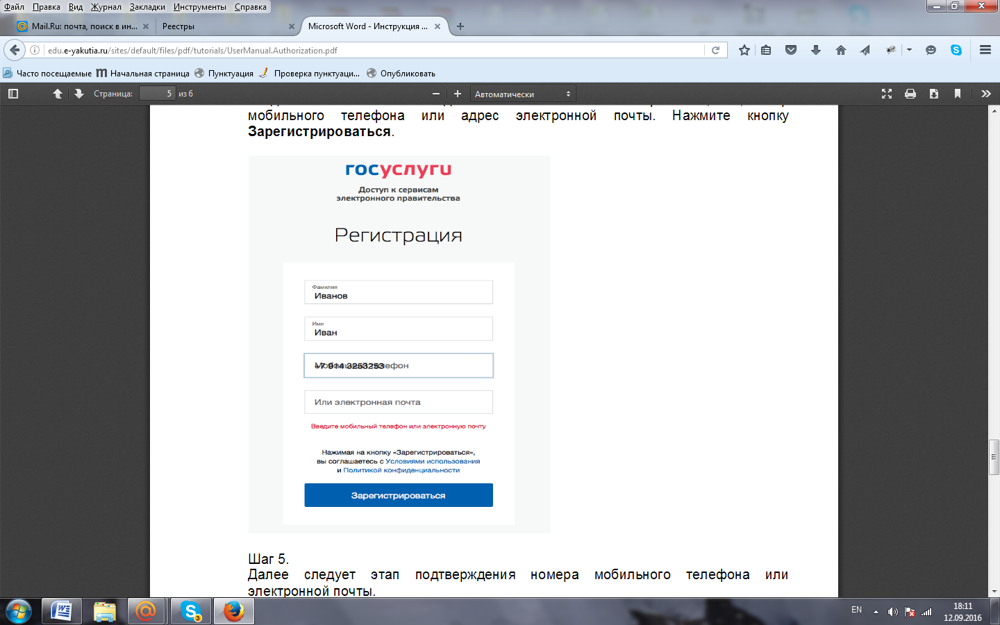 Файл Правка Вид Журнал Закладки Инструменты Справка
Mail.Ru: почта, поиск в ин... Реестры Microsoft Word - Инструкция ...
edu.e-yakutia.ru/sites/default/files/pdf/tutorials/UserManual.Authorization.pdf
Часто посещаемые Начальная страница Пунктуация Проверка пунктуаци... Опубликовать
Страница: 5 из 6 Автоматически
мобильного телефона или адрес электронной почты. Нажмите кнопку
Зарегистрироваться.
госуслуги
Доступ к сервисам
электронного правительства
Регистрация
Фамилия
Иванов
Имя
Иван
+7 914 3253253
Или электронная почта
Введите мобильный телефон или электронную почту
Нажимая на кнопку «Зарегистрироваться»,
вы соглашаетесь с Условиями использования
и Политикой конфиденциальности
Зарегистрироваться
Шаг 5.
Далее следует этап подтверждения номера мобильного телефона или
электронной почты.
EN
18:11
12.09.2016